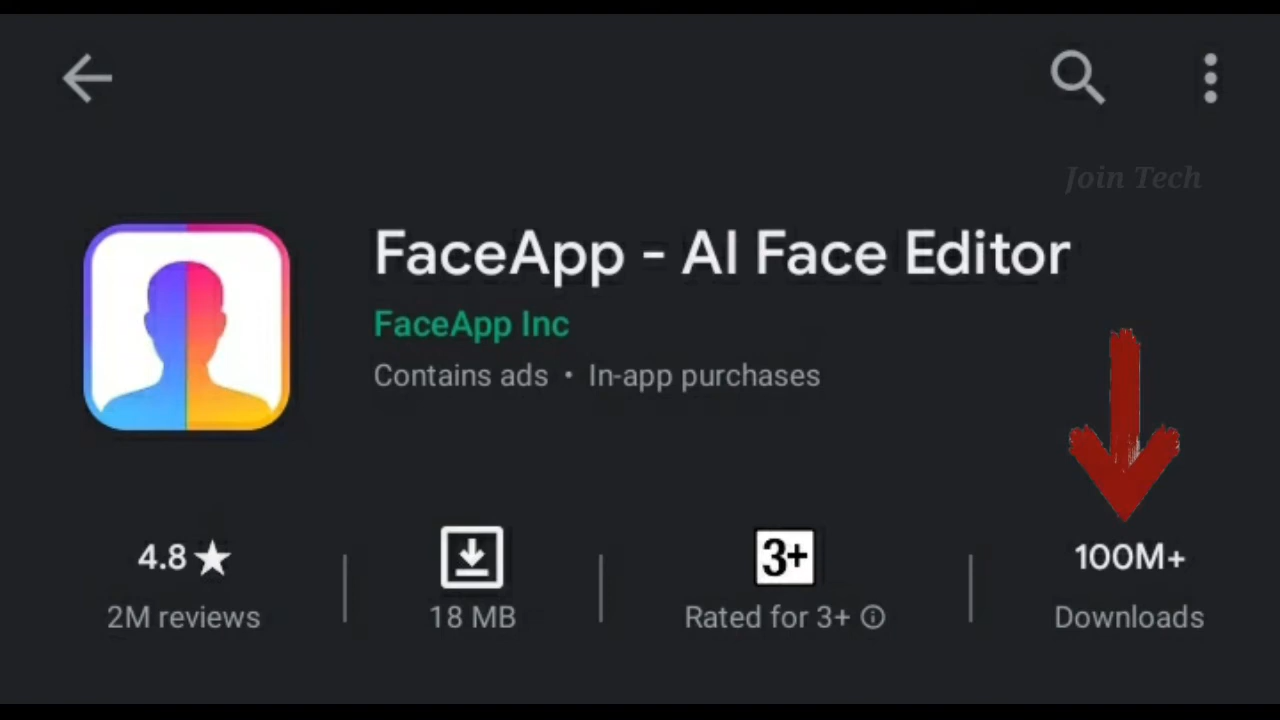 Join Tech
FaceApp - AI Face Editor
FaceApp Inc
Contains ads • In-app purchases
4.8★ 3+ 100M+
2M reviews 18 MB Rated for 3+ Downloads